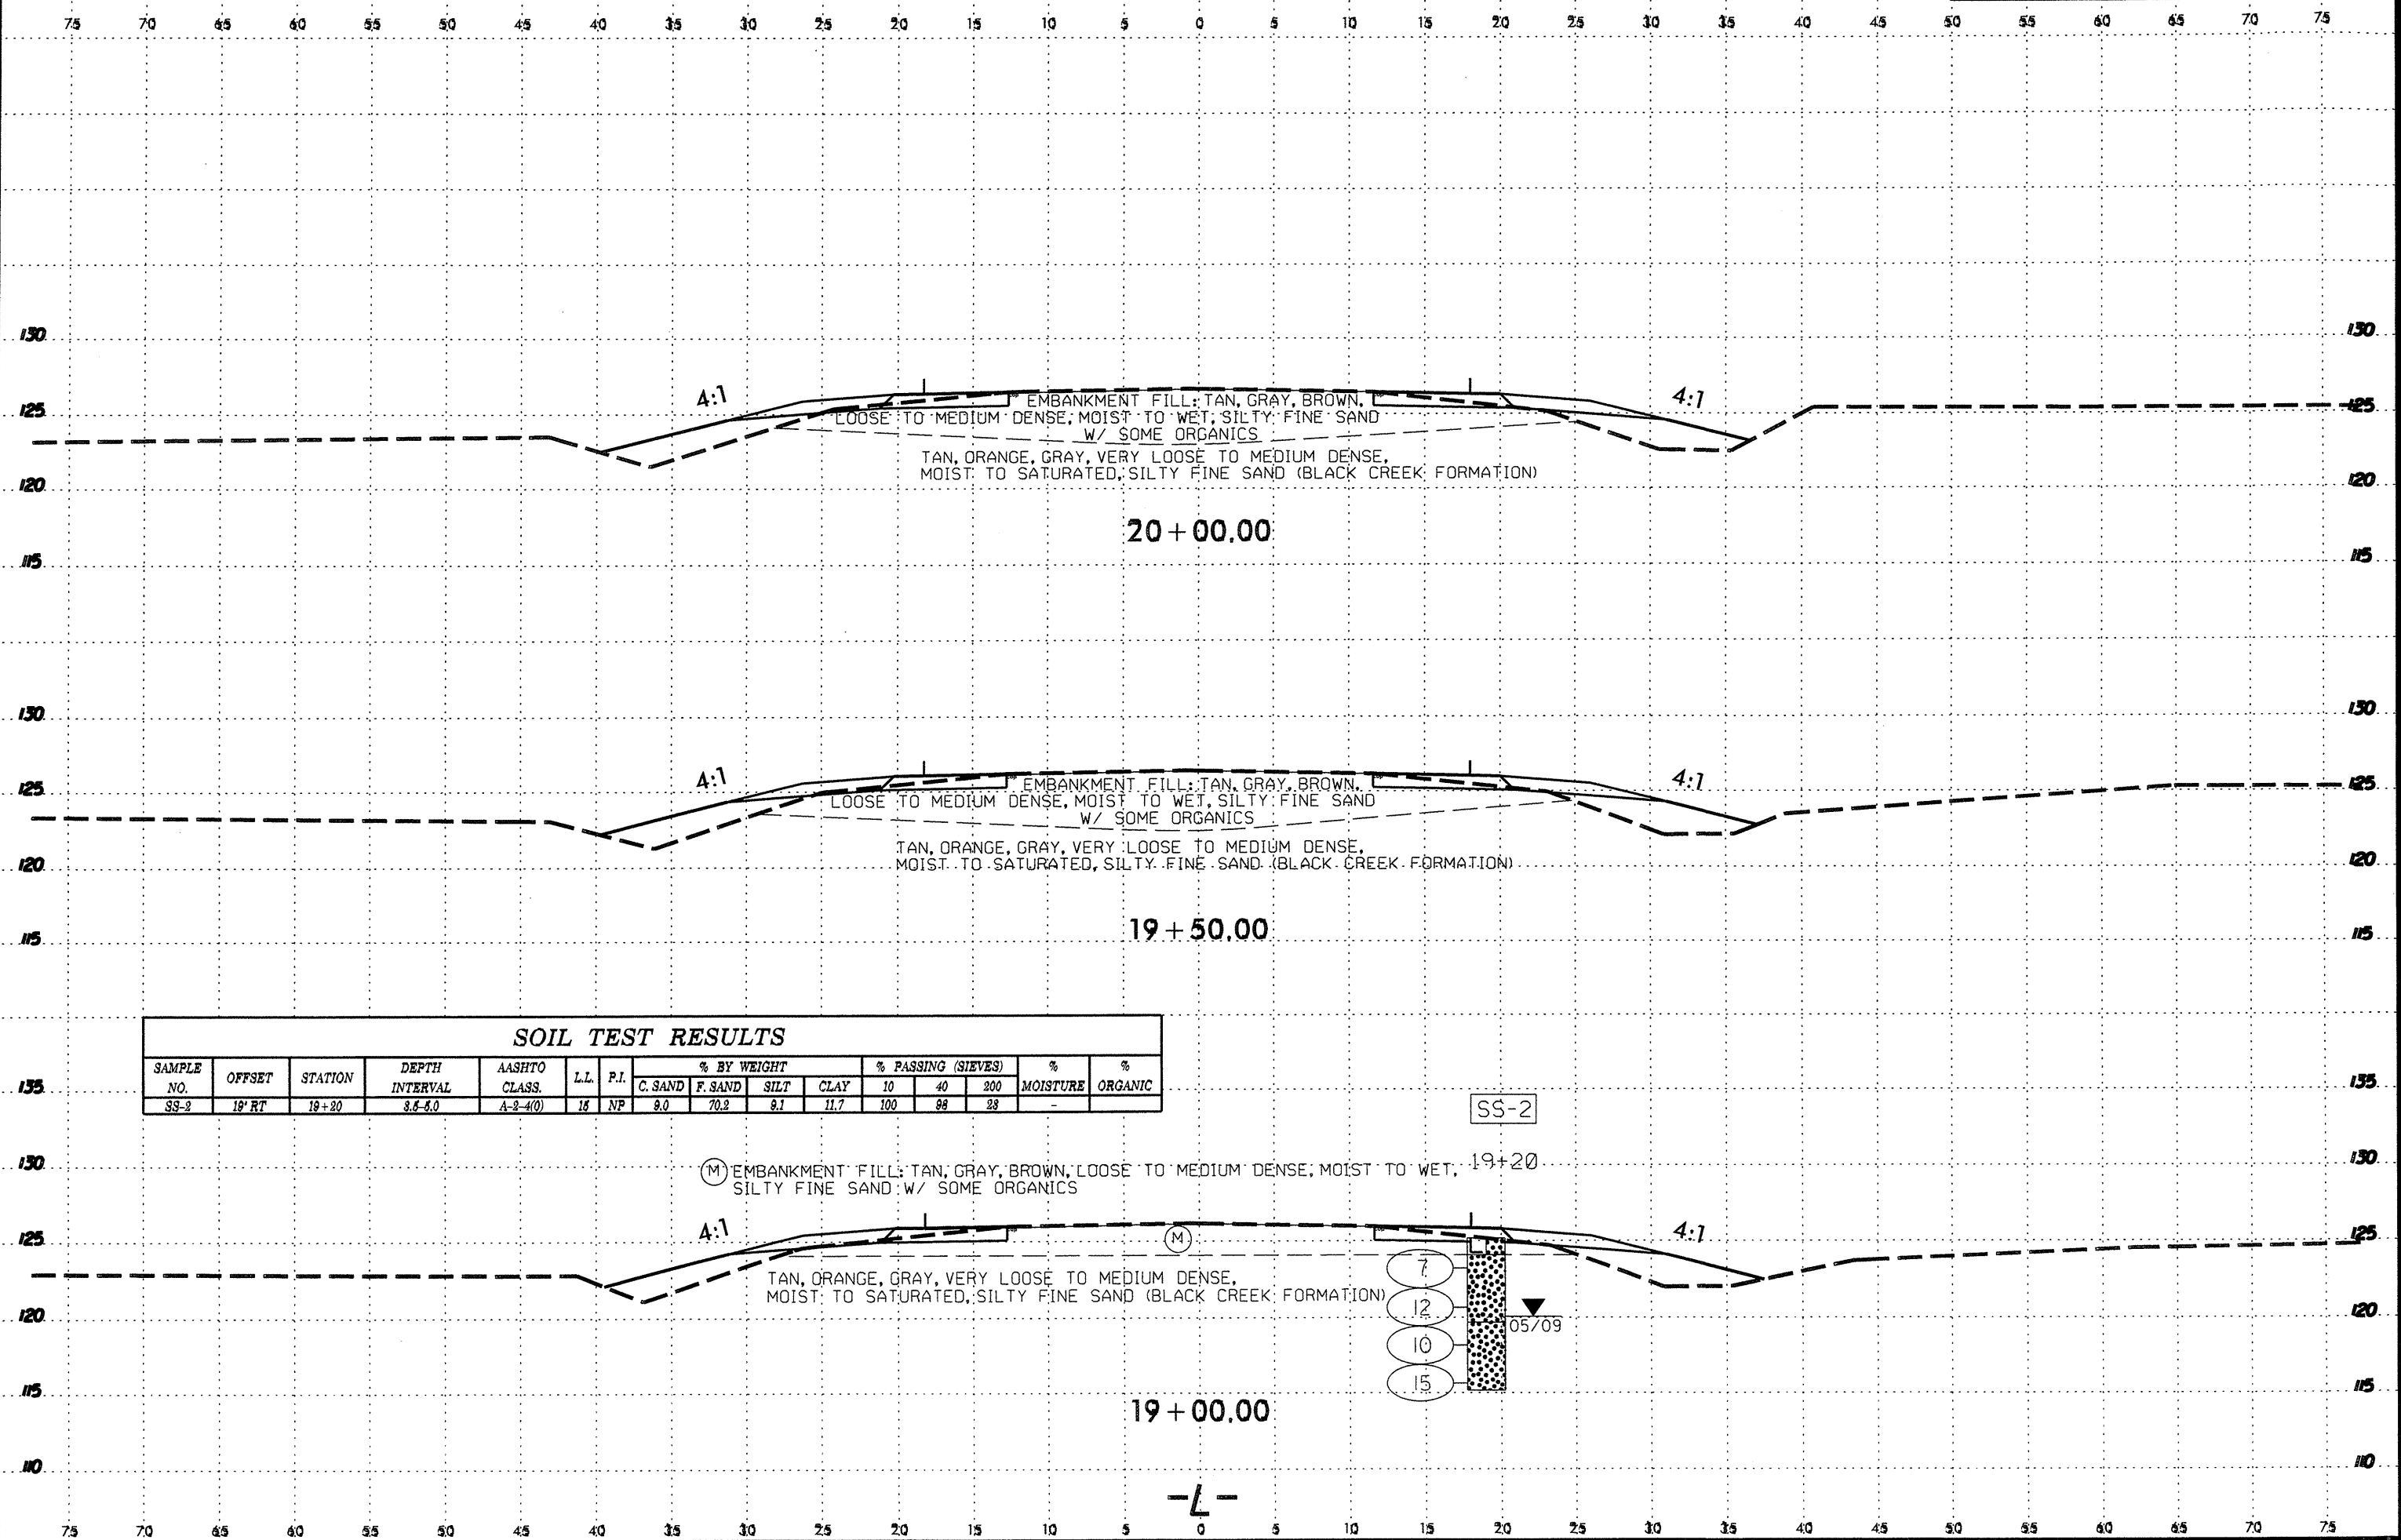 75 70 65 60 55 50 45 40 35 30 25 20 15 10 5 0 5 10 15 20 25 30 35 40 45 50 55 60 65 70 75
130 130
4:1 4:1
EMBANKMENT FILL: TAN, GRAY, BROWN,
125 125
LOOSE TO MEDIUM DENSE, MOIST TO WET, SILTY FINE SAND
W/ SOME ORGANICS
TAN, ORANGE, GRAY, VERY LOOSE TO MEDIUM DENSE,
MOIST TO SATURATED, SILTY FINE SAND (BLACK CREEK FORMATION)
120 120
20+00.00
115 115
130 130
4:1 4:1
EMBANKMENT FILL: TAN, GRAY, BROWN,
125 125
LOOSE TO MEDIUM DENSE, MOIST TO WET, SILTY FINE SAND
W/ SOME ORGANICS
TAN, ORANGE, GRAY, VERY LOOSE TO MEDIUM DENSE,
MOIST TO SATURATED, SILTY FINE SAND (BLACK CREEK FORMATION)
120 120
19+50.00
115 115
SOIL TEST RESULTS
SAMPLE NO. OFFSET STATION DEPTH INTERVAL AASHTO CLASS. L.L. P.I. % BY WEIGHT % PASSING (SIEVES) % MOISTURE % ORGANIC
C. SAND F. SAND SILT CLAY 10 40 200
SS-2 19' RT 19+20 3.5-5.0 A-2-4(0) 15 NP 9.0 70.2 9.1 11.7 100 98 23 -
135 135
SS-2
130 130
19+20
M EMBANKMENT FILL: TAN, GRAY, BROWN, LOOSE TO MEDIUM DENSE, MOIST TO WET,
SILTY FINE SAND W/ SOME ORGANICS
4:1 4:1
125 125
M
7
TAN, ORANGE, GRAY, VERY LOOSE TO MEDIUM DENSE,
MOIST TO SATURATED, SILTY FINE SAND (BLACK CREEK FORMATION)
12
120 120
05/09
10
15
115 115
19+00.00
110 110
-L-
75 70 65 60 55 50 45 40 35 30 25 20 15 10 5 0 5 10 15 20 25 30 35 40 45 50 55 60 65 70 75